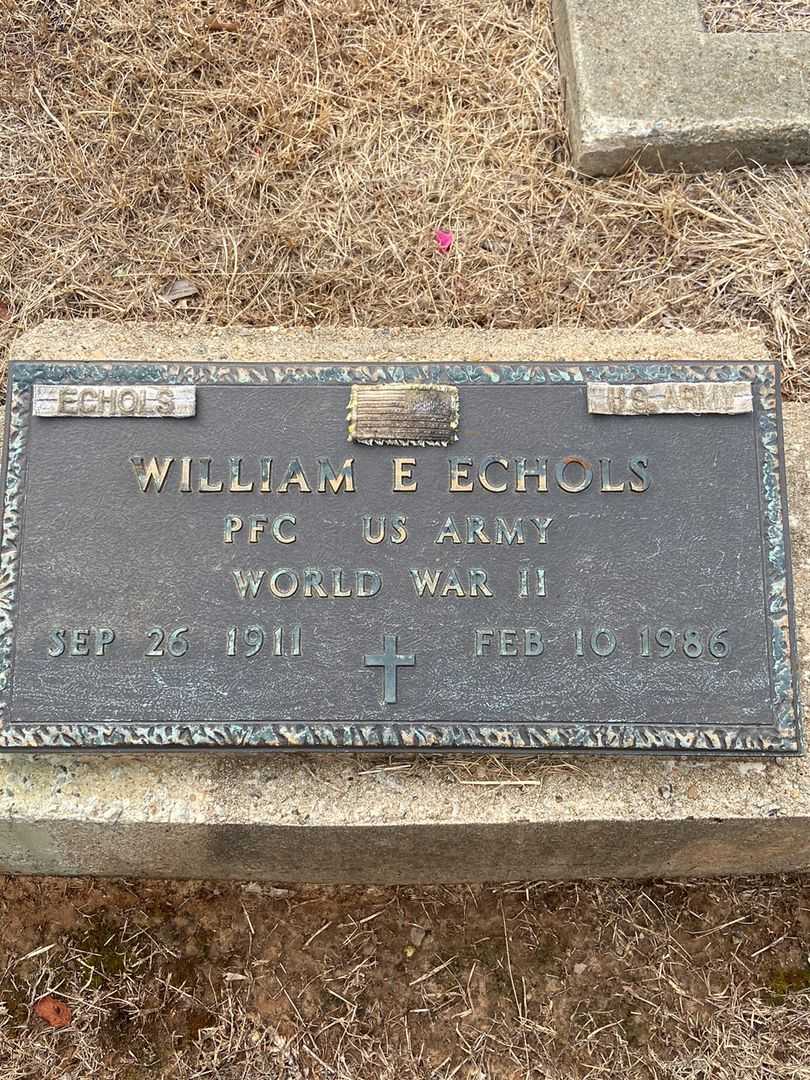 ECHOLS
U.S. ARMY
WILLIAM E ECHOLS
PFC US ARMY
WORLD WAR II
SEP 26 1911 FEB 10 1986